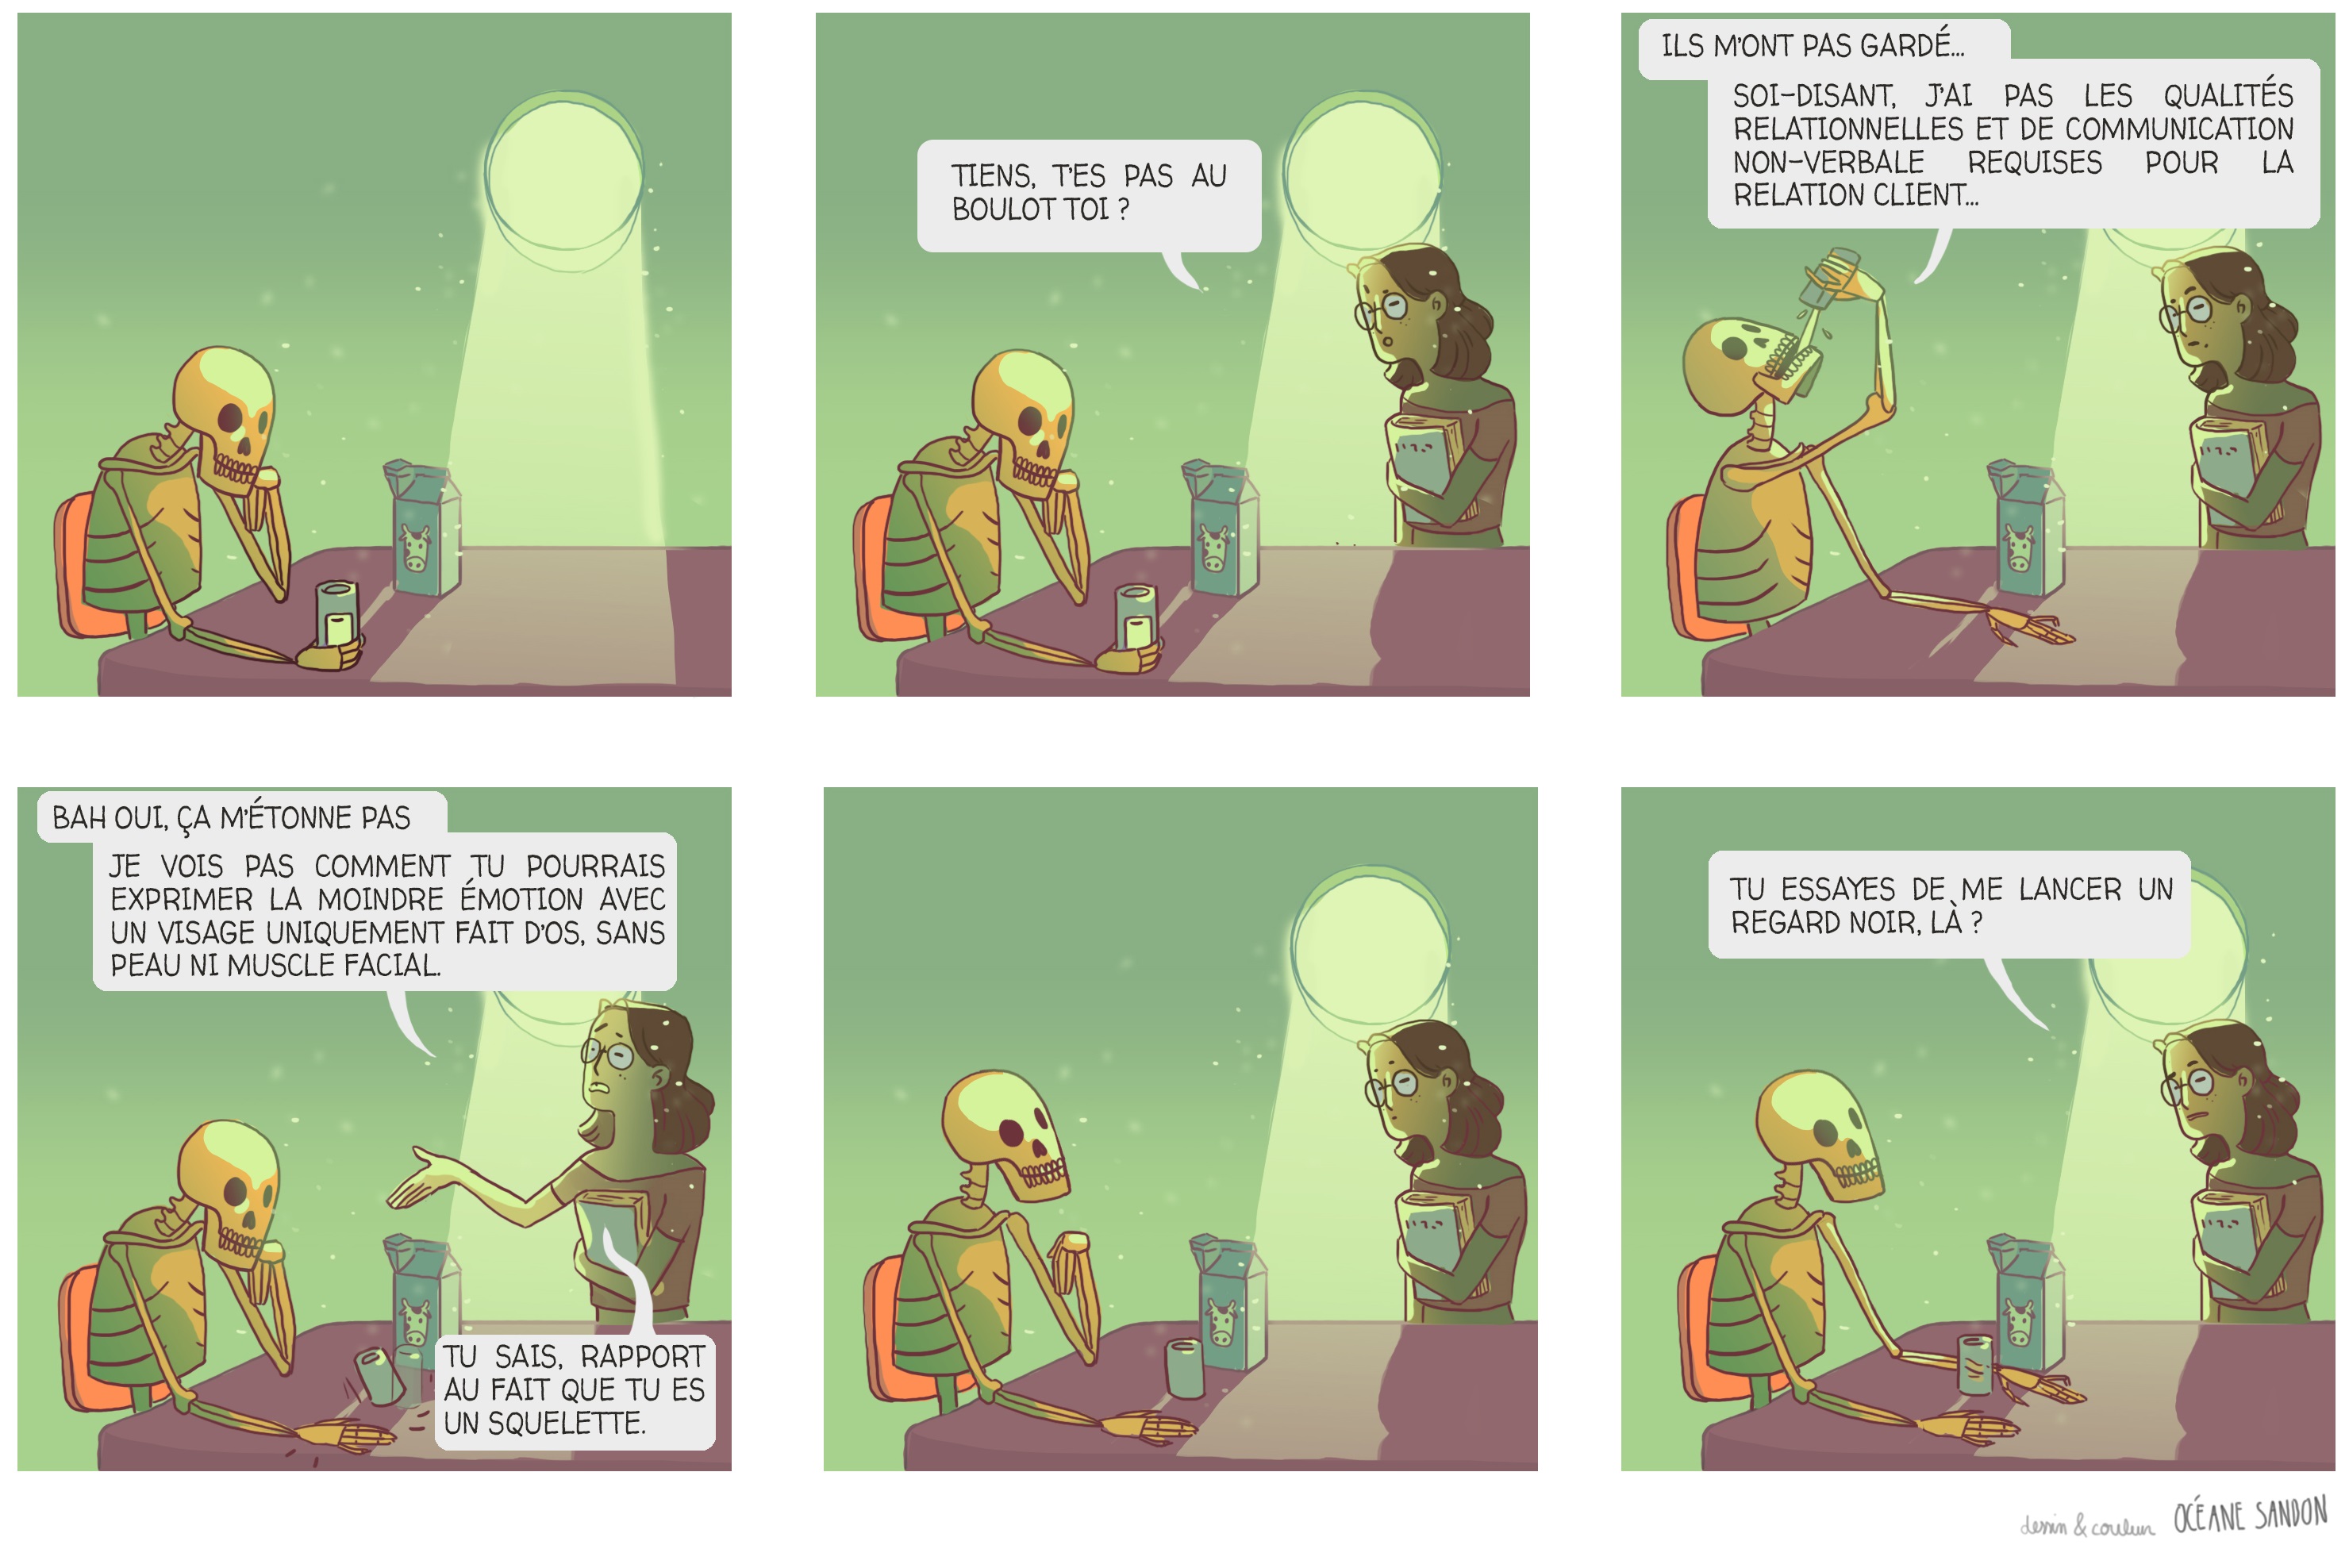 TIENS, T'ES PAS AU
BOULOT TOI ?
ILS M'ONT PAS GARDÉ...
SOI-DISANT, J'AI PAS LES QUALITÉS
RELATIONNELLES ET DE COMMUNICATION
NON-VERBALE REQUISES POUR LA
RELATION CLIENT...
BAH OUI, ÇA M'ÉTONNE PAS
JE VOIS PAS COMMENT TU POURRAIS
EXPRIMER LA MOINDRE ÉMOTION AVEC
UN VISAGE UNIQUEMENT FAIT D'OS, SANS
PEAU NI MUSCLE FACIAL.
TU SAIS, RAPPORT
AU FAIT QUE TU ES
UN SQUELETTE.
TU ESSAYES DE ME LANCER UN
REGARD NOIR, LÀ ?
dessin & couleur OCÉANE SANDON